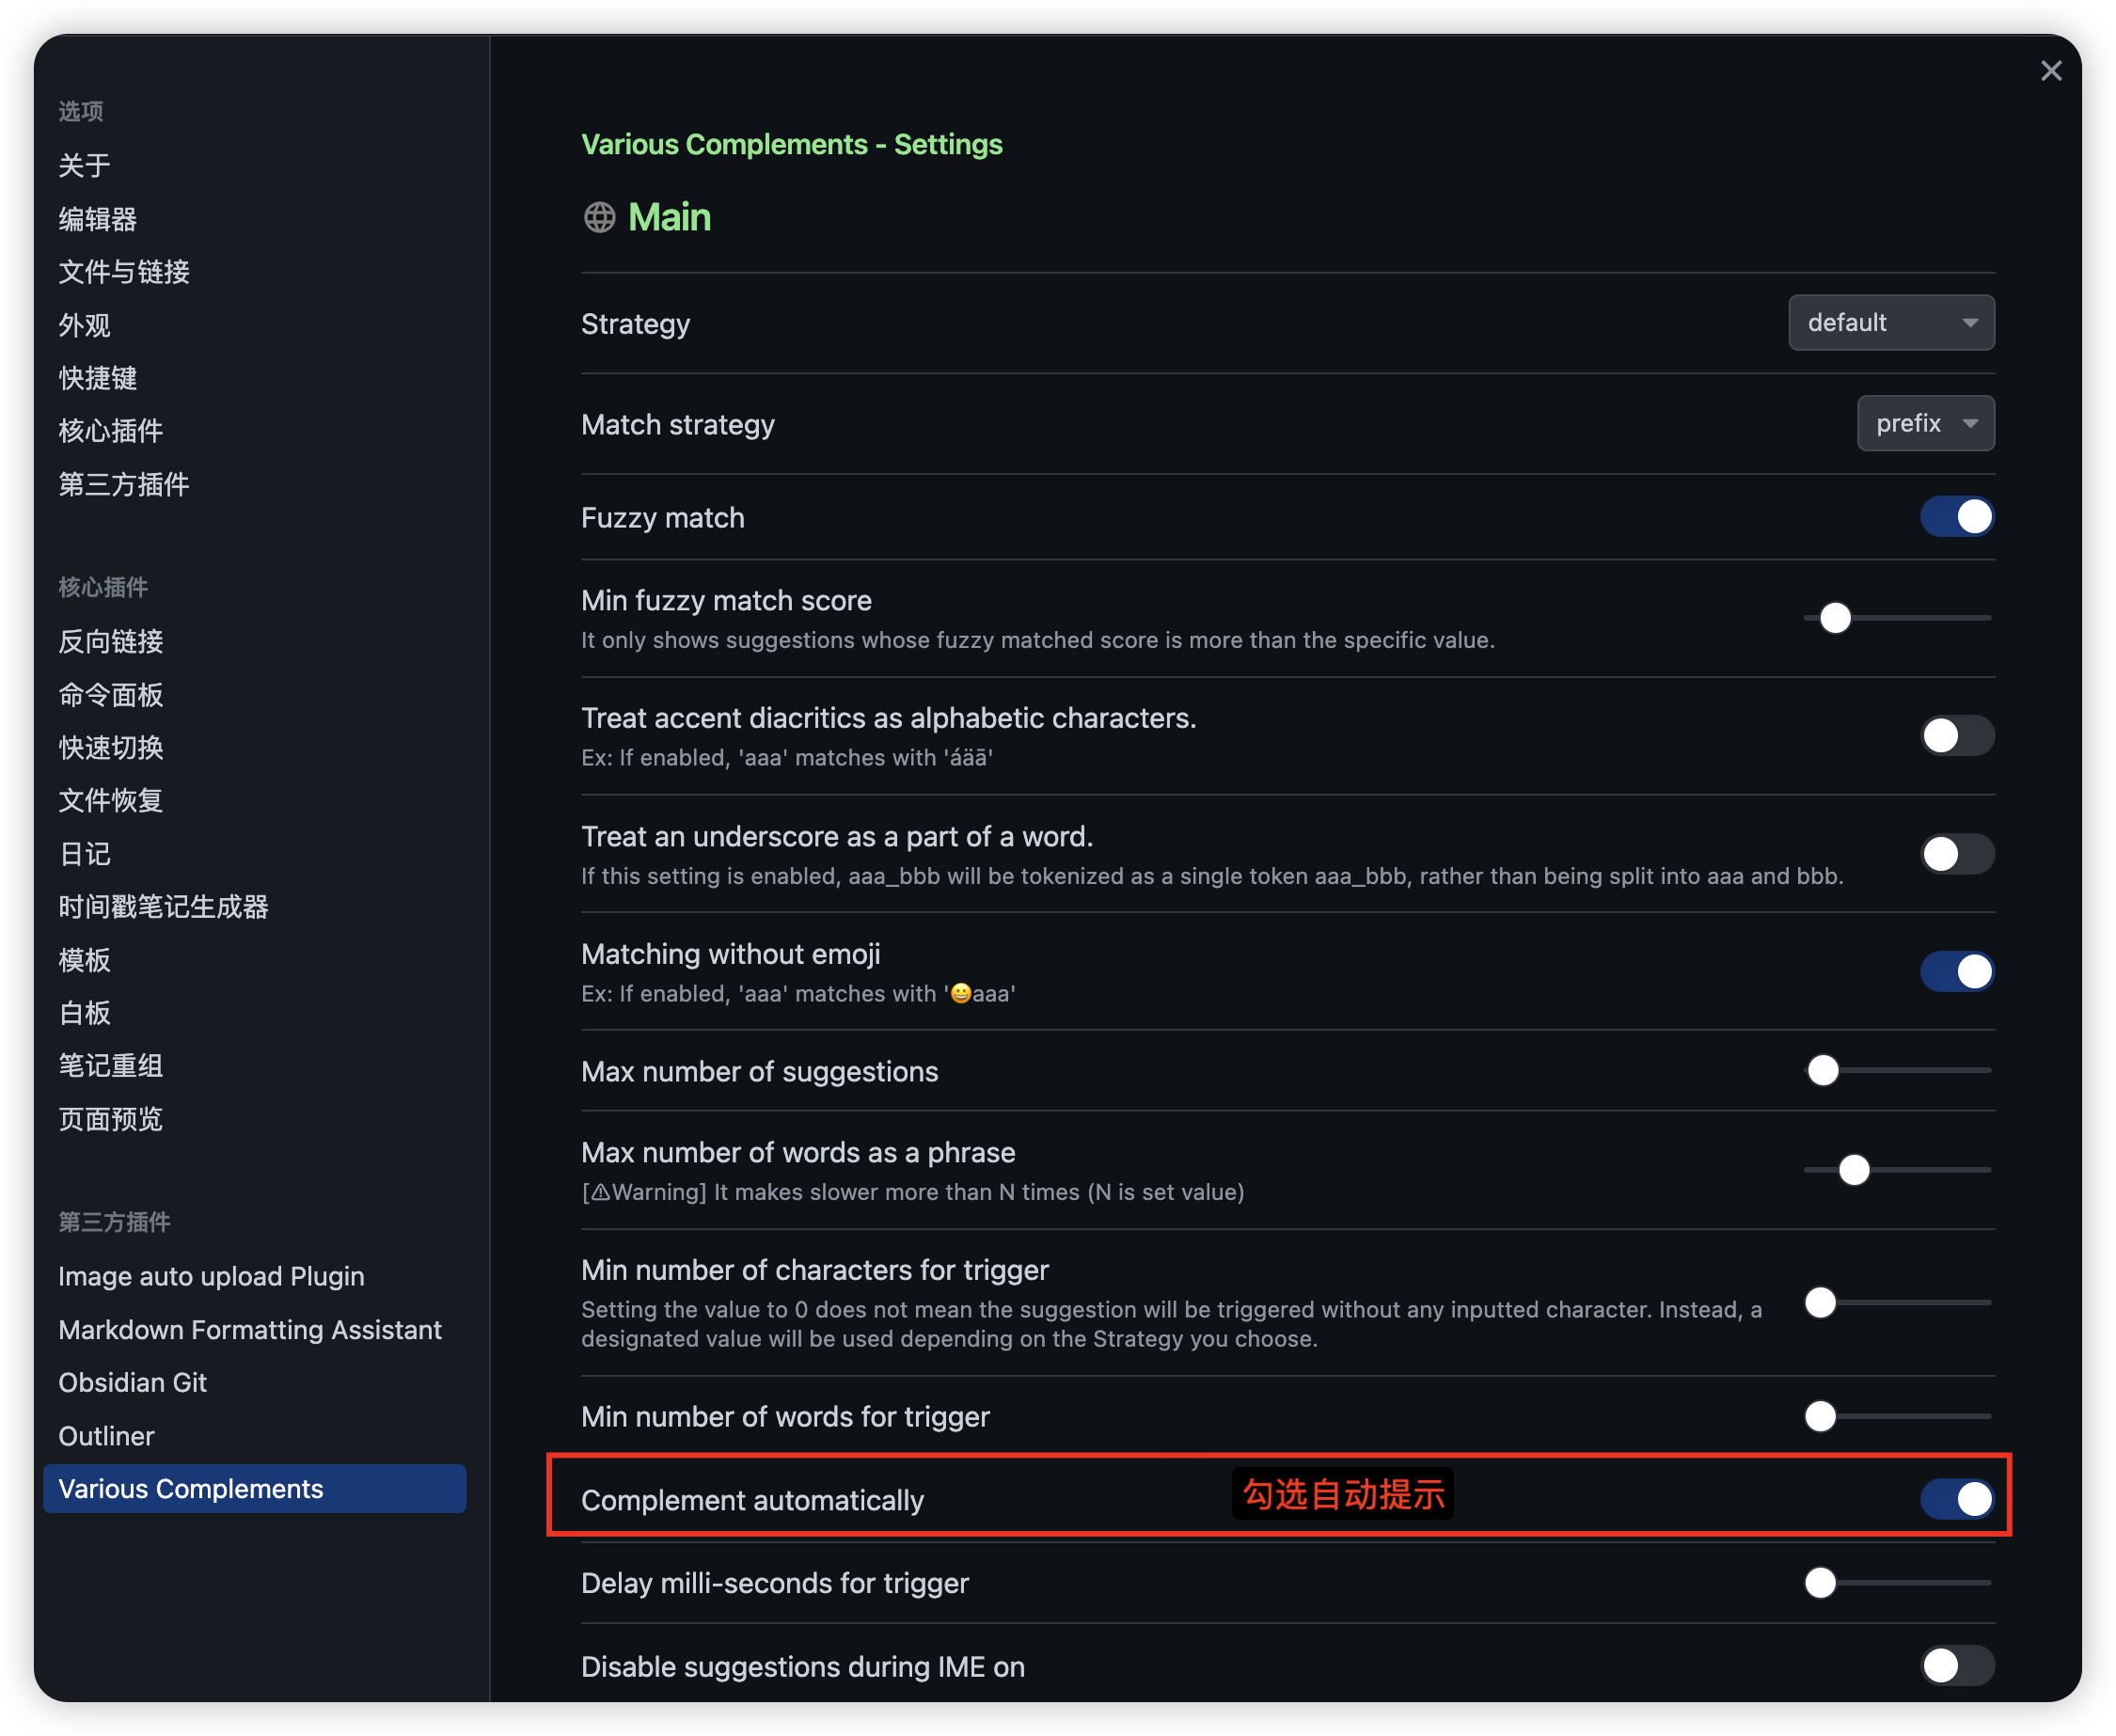 选项
关于
编辑器
文件与链接
外观
快捷键
核心插件
第三方插件
核心插件
反向链接
命令面板
快速切换
文件恢复
日记
时间戳笔记生成器
模板
白板
笔记重组
页面预览
第三方插件
Image auto upload Plugin
Markdown Formatting Assistant
Obsidian Git
Outliner
Various Complements
Various Complements - Settings
Main
Strategy
default
Match strategy
prefix
Fuzzy match
Min fuzzy match score
It only shows suggestions whose fuzzy matched score is more than the specific value.
Treat accent diacritics as alphabetic characters.
Ex: If enabled, 'aaa' matches with 'áäā'
Treat an underscore as a part of a word.
If this setting is enabled, aaa_bbb will be tokenized as a single token aaa_bbb, rather than being split into aaa and bbb.
Matching without emoji
Ex: If enabled, 'aaa' matches with '😀aaa'
Max number of suggestions
Max number of words as a phrase
[⚠Warning] It makes slower more than N times (N is set value)
Min number of characters for trigger
Setting the value to 0 does not mean the suggestion will be triggered without any inputted character. Instead, a
designated value will be used depending on the Strategy you choose.
Min number of words for trigger
Complement automatically
勾选自动提示
Delay milli-seconds for trigger
Disable suggestions during IME on